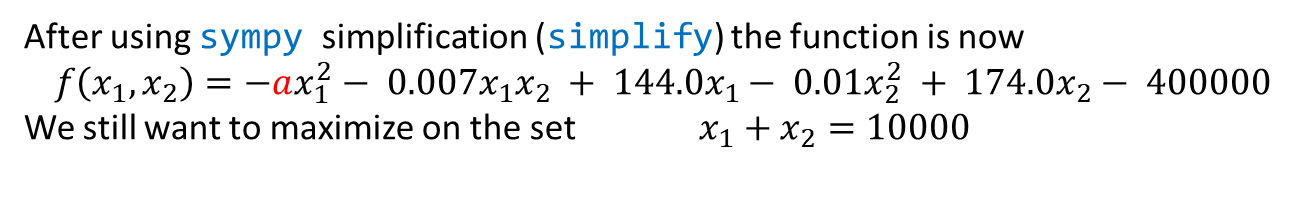 After using sympy simplification (simplify) the function is now
f(x₁, x₂) = −ax₁² − 0.007x₁x₂ + 144.0x₁ − 0.01x₂² + 174.0x₂ − 400000
We still want to maximize on the set x₁ + x₂ = 10000